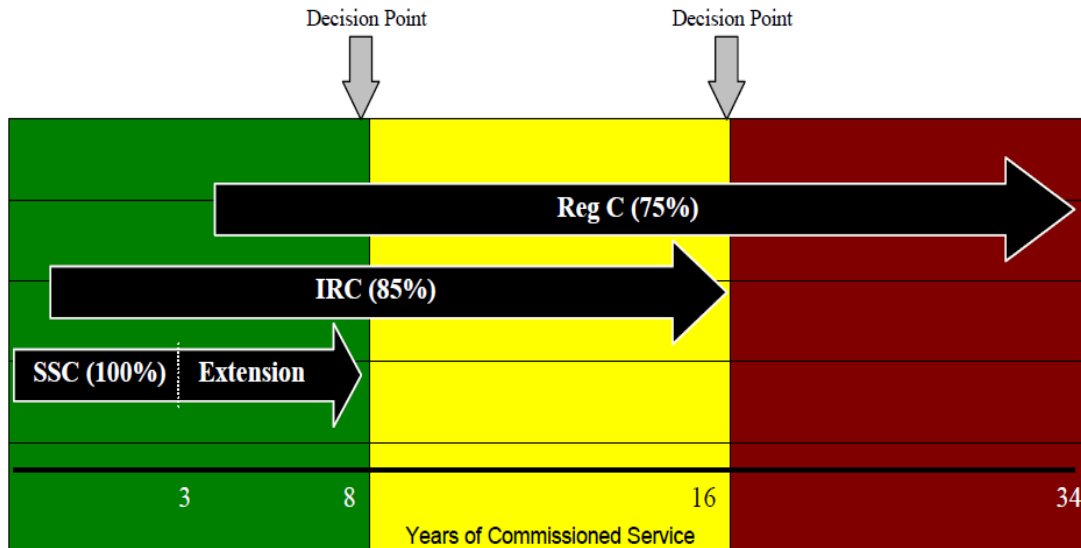 Decision Point Decision Point
Reg C (75%)
IRC (85%)
SSC (100%) Extension
3 8 16 34
Years of Commissioned Service